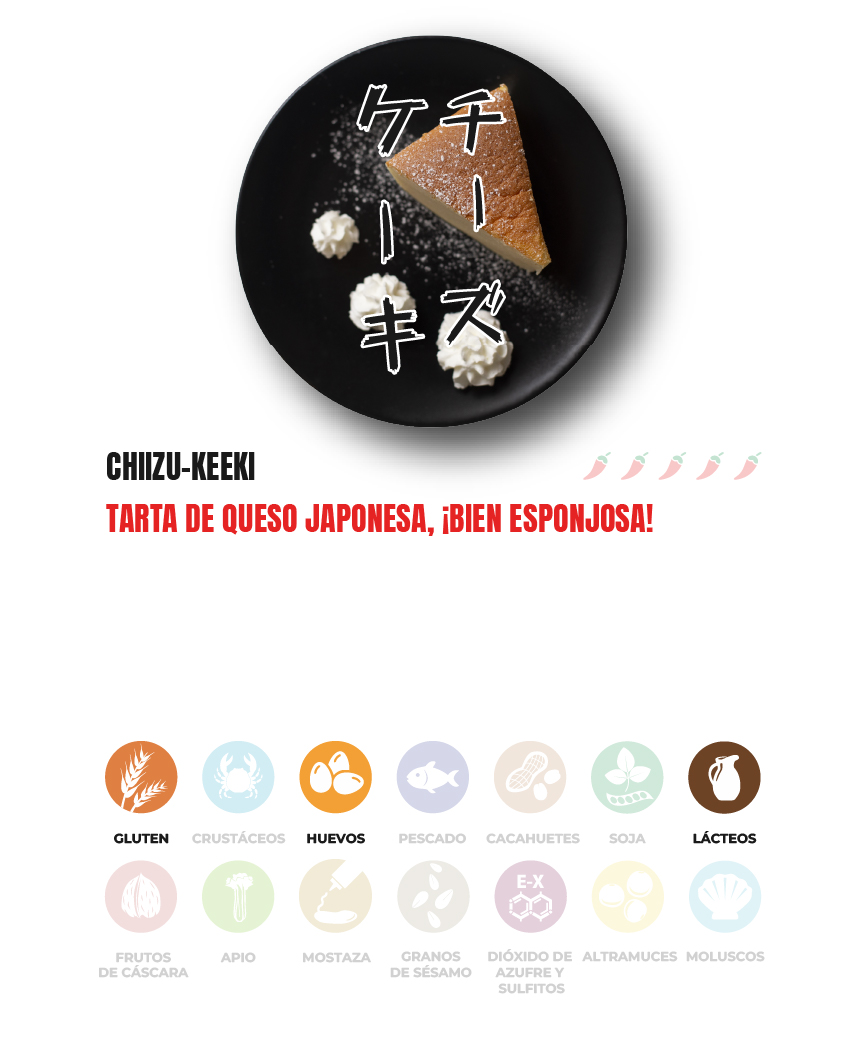 チーズ
ケーキ
CHIIZU-KEEKI
TARTA DE QUESO JAPONESA, ¡BIEN ESPONJOSA!
GLUTEN
CRUSTÁCEOS
HUEVOS
PESCADO
CACAHUETES
SOJA
LÁCTEOS
E-X
FRUTOS
DE CÁSCARA
APIO
MOSTAZA
GRANOS
DE SÉSAMO
DIÓXIDO DE
AZUFRE Y
SULFITOS
ALTRAMUCES
MOLUSCOS